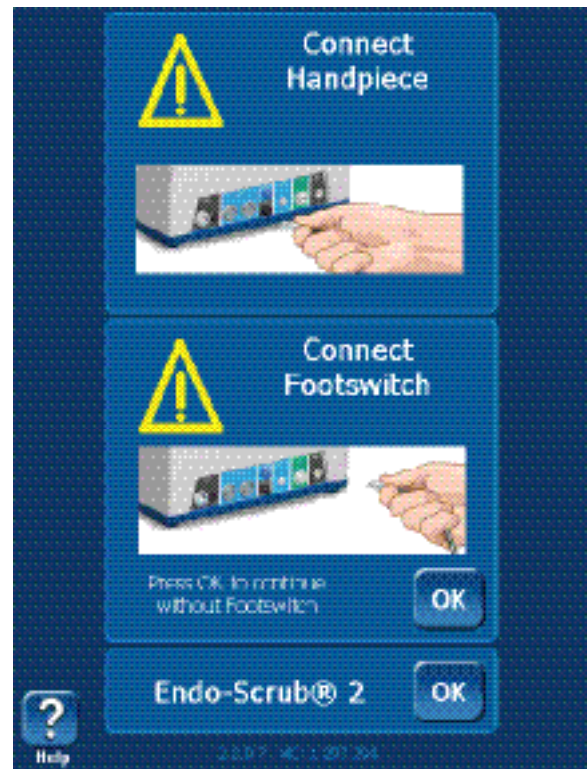 Connect
Handpiece
Connect
Footswitch
Press OK to continue
without Footswitch
OK
Endo-Scrub® 2
OK
?
Help